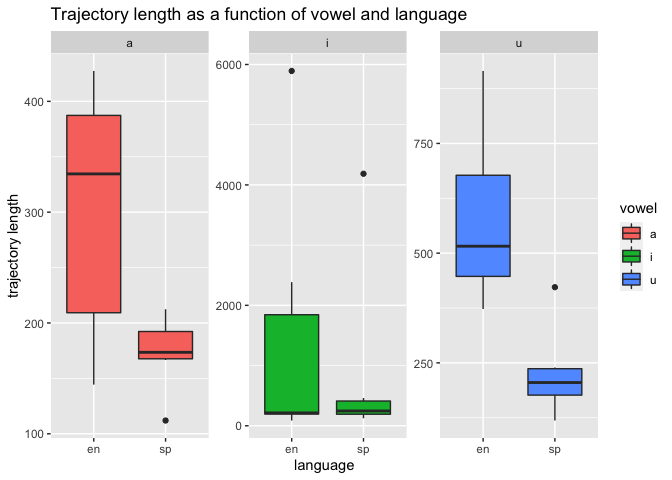 Trajectory length as a function of vowel and language
a
i
u
trajectory length
400
300
200
100
6000
4000
2000
0
750
500
250
en
sp
en
sp
en
sp
language
vowel
a
i
u